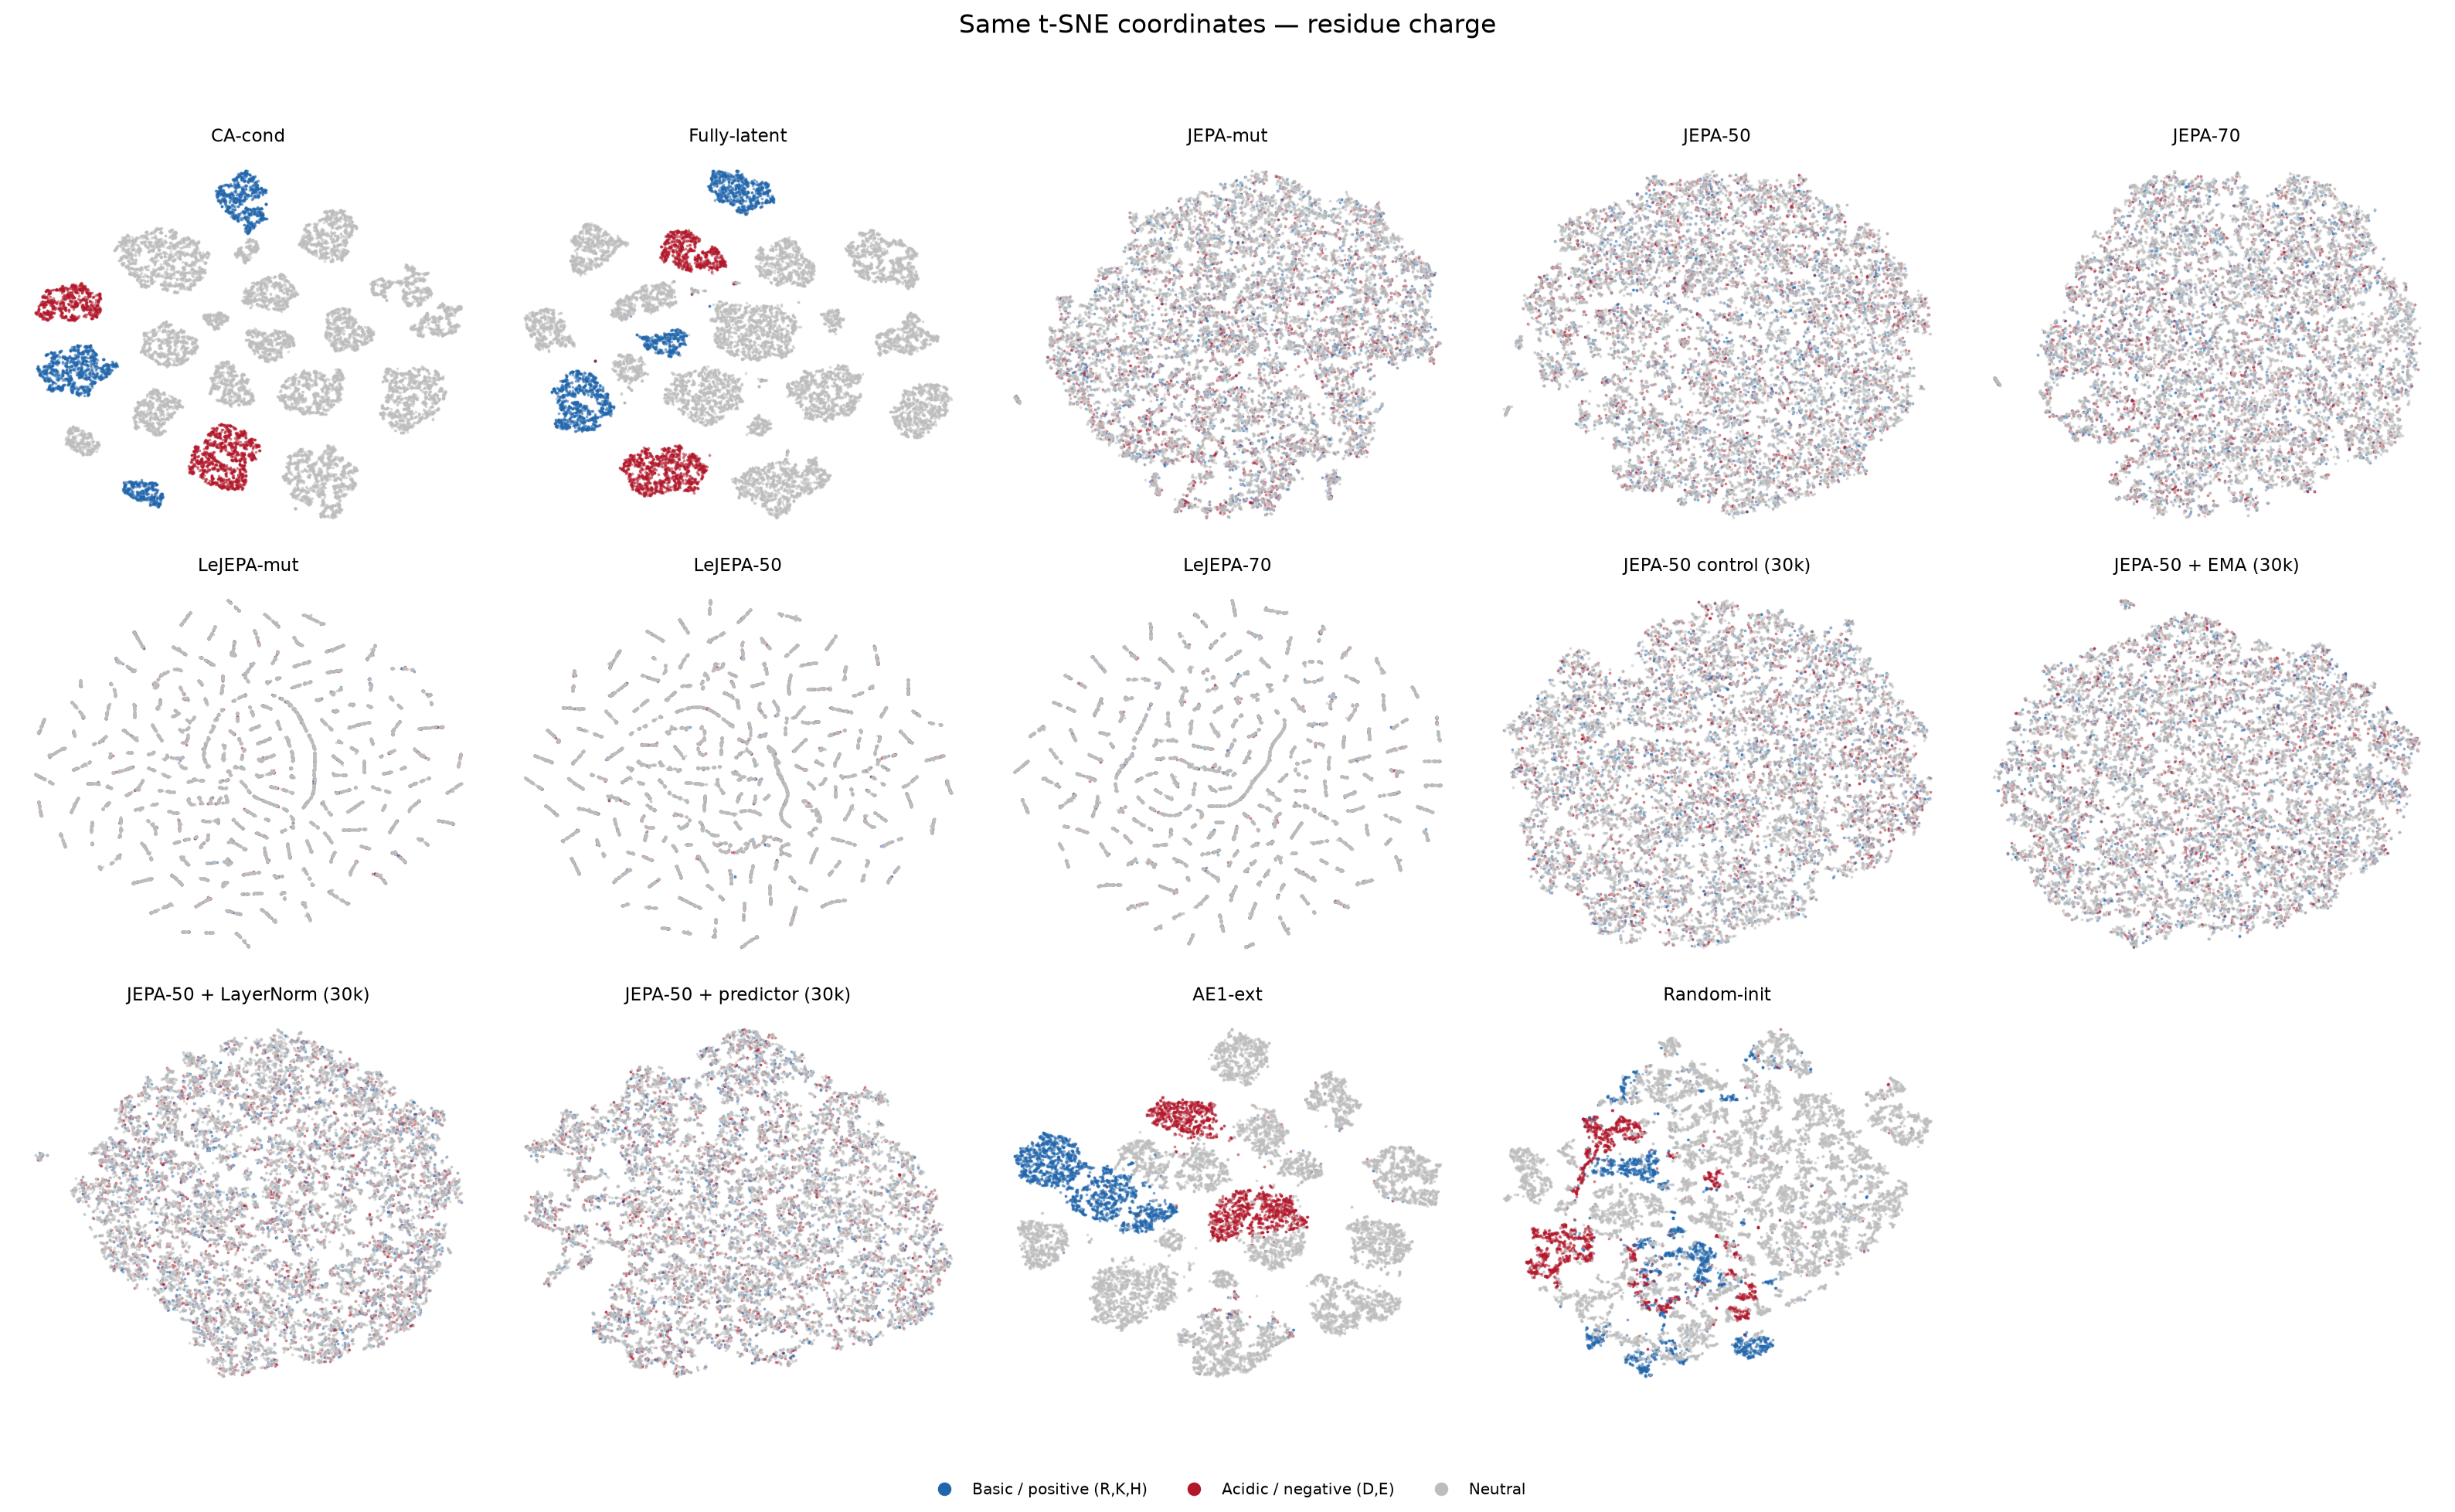 Same t-SNE coordinates — residue charge
CA-cond
Fully-latent
JEPA-mut
JEPA-50
JEPA-70
LeJEPA-mut
LeJEPA-50
LeJEPA-70
JEPA-50 control (30k)
JEPA-50 + EMA (30k)
JEPA-50 + LayerNorm (30k)
JEPA-50 + predictor (30k)
AE1-ext
Random-init
Basic / positive (R,K,H)
Acidic / negative (D,E)
Neutral